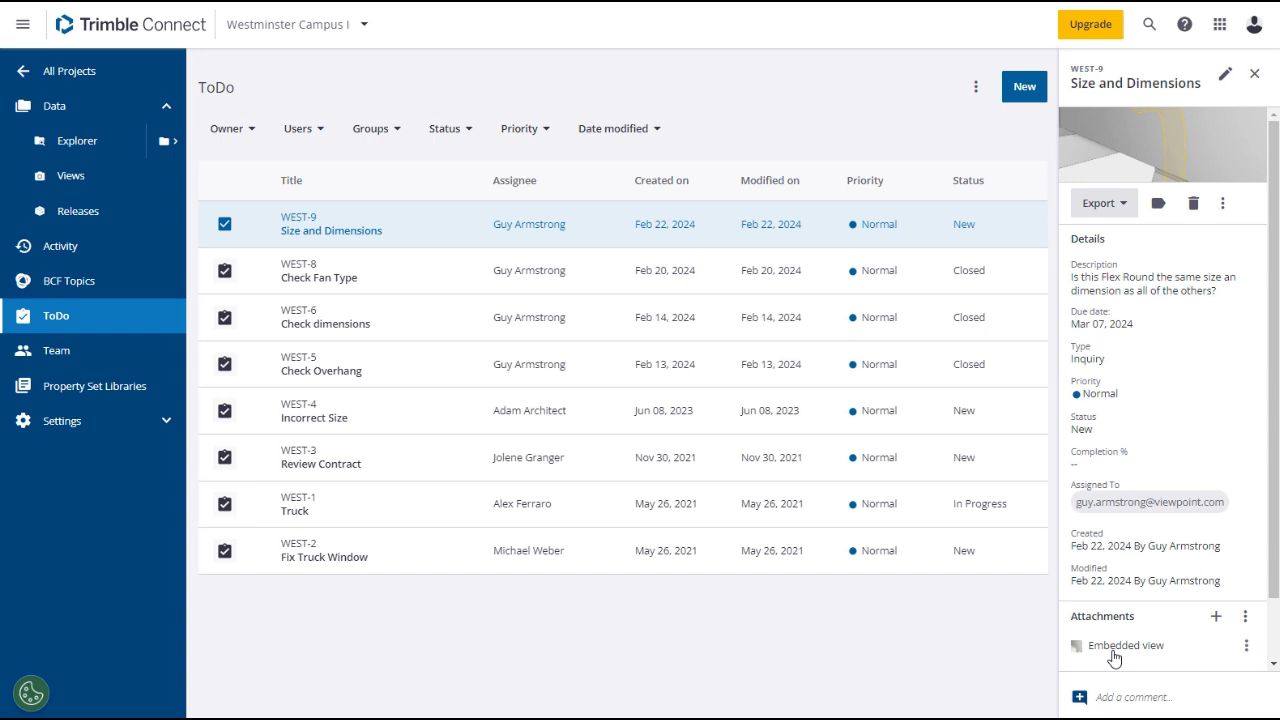 Trimble Connect
Westminster Campus I
Upgrade
All Projects
Data
Explorer
Views
Releases
Activity
BCF Topics
ToDo
Team
Property Set Libraries
Settings
ToDo
New
Owner
Users
Groups
Status
Priority
Date modified
Title Assignee Created on Modified on Priority Status
WEST-9
Size and Dimensions Guy Armstrong Feb 22, 2024 Feb 22, 2024 Normal New
WEST-8
Check Fan Type Guy Armstrong Feb 20, 2024 Feb 20, 2024 Normal Closed
WEST-6
Check dimensions Guy Armstrong Feb 14, 2024 Feb 14, 2024 Normal Closed
WEST-5
Check Overhang Guy Armstrong Feb 13, 2024 Feb 13, 2024 Normal Closed
WEST-4
Incorrect Size Adam Architect Jun 08, 2023 Jun 08, 2023 Normal New
WEST-3
Review Contract Jolene Granger Nov 30, 2021 Nov 30, 2021 Normal New
WEST-1
Truck Alex Ferraro May 26, 2021 May 26, 2021 Normal In Progress
WEST-2
Fix Truck Window Michael Weber May 26, 2021 May 26, 2021 Normal New
WEST-9
Size and Dimensions
Export
Details
Description
Is this Flex Round the same size an
dimension as all of the others?
Due date:
Mar 07, 2024
Type
Inquiry
Priority
Normal
Status
New
Completion %
--
Assigned To
guy.armstrong@viewpoint.com
Created
Feb 22, 2024 By Guy Armstrong
Modified
Feb 22, 2024 By Guy Armstrong
Attachments
Embedded view
Add a comment...